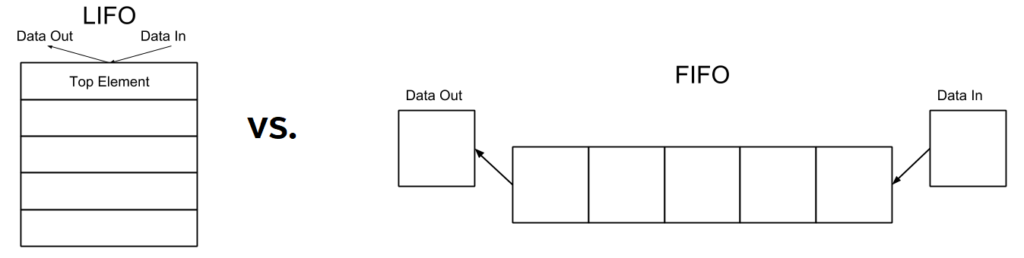 LIFO
Data Out
Data In
Top Element
vs.
FIFO
Data Out
Data In